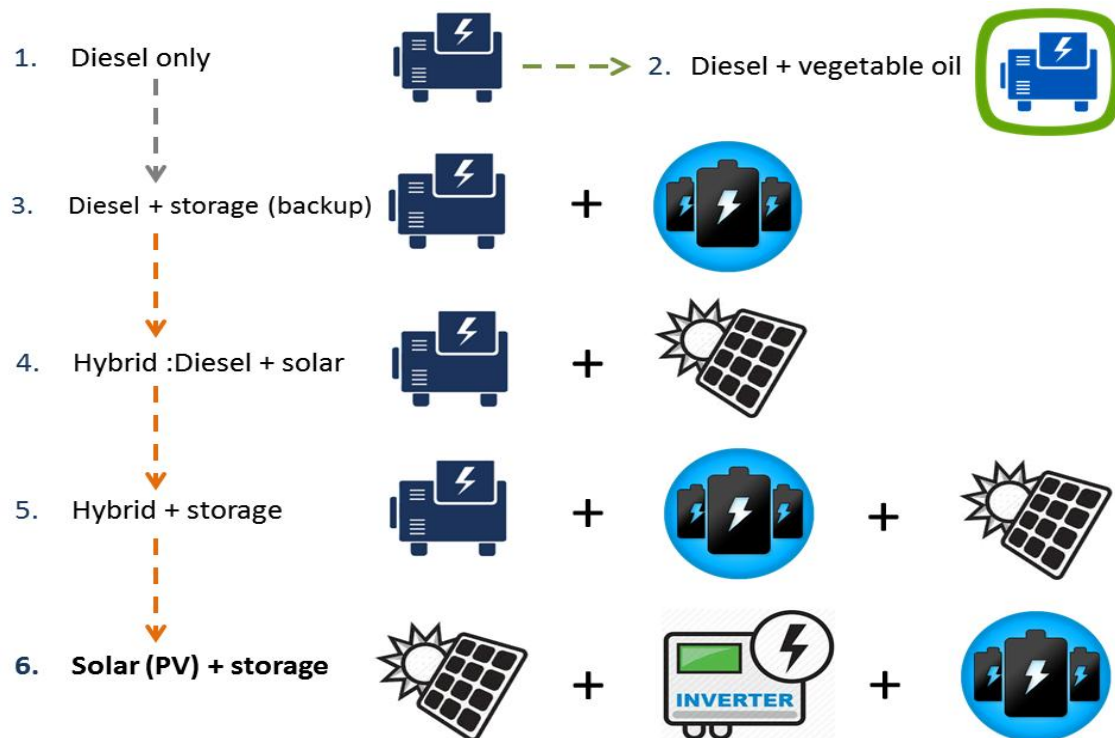 1. Diesel only
2. Diesel + vegetable oil
3. Diesel + storage (backup) +
4. Hybrid :Diesel + solar +
5. Hybrid + storage + +
6. Solar (PV) + storage + INVERTER +